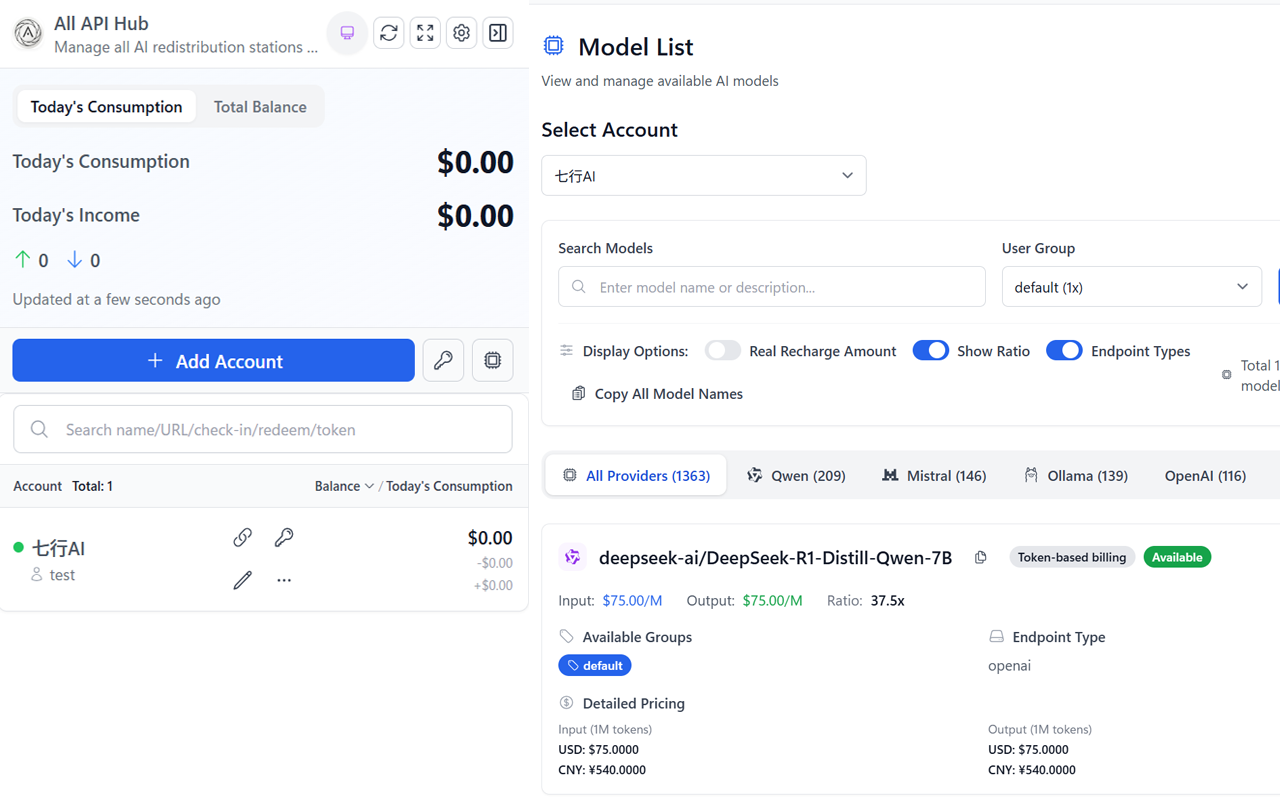 All API Hub
Manage all AI redistribution stations ...
Today's Consumption
Total Balance
Today's Consumption
$0.00
Today's Income
$0.00
0
0
Updated at a few seconds ago
Add Account
Search name/URL/check-in/redeem/token
Account Total: 1
Balance / Today's Consumption
七行AI
test
$0.00
-$0.00
+$0.00
Model List
View and manage available AI models
Select Account
七行AI
Search Models
Enter model name or description...
User Group
default (1x)
Display Options:
Real Recharge Amount
Show Ratio
Endpoint Types
Copy All Model Names
Total 1
model
All Providers (1363)
Qwen (209)
Mistral (146)
Ollama (139)
OpenAI (116)
deepseek-ai/DeepSeek-R1-Distill-Qwen-7B
Token-based billing
Available
Input: $75.00/M
Output: $75.00/M
Ratio: 37.5x
Available Groups
default
Endpoint Type
openai
Detailed Pricing
Input (1M tokens)
USD: $75.0000
CNY: ¥540.0000
Output (1M tokens)
USD: $75.0000
CNY: ¥540.0000